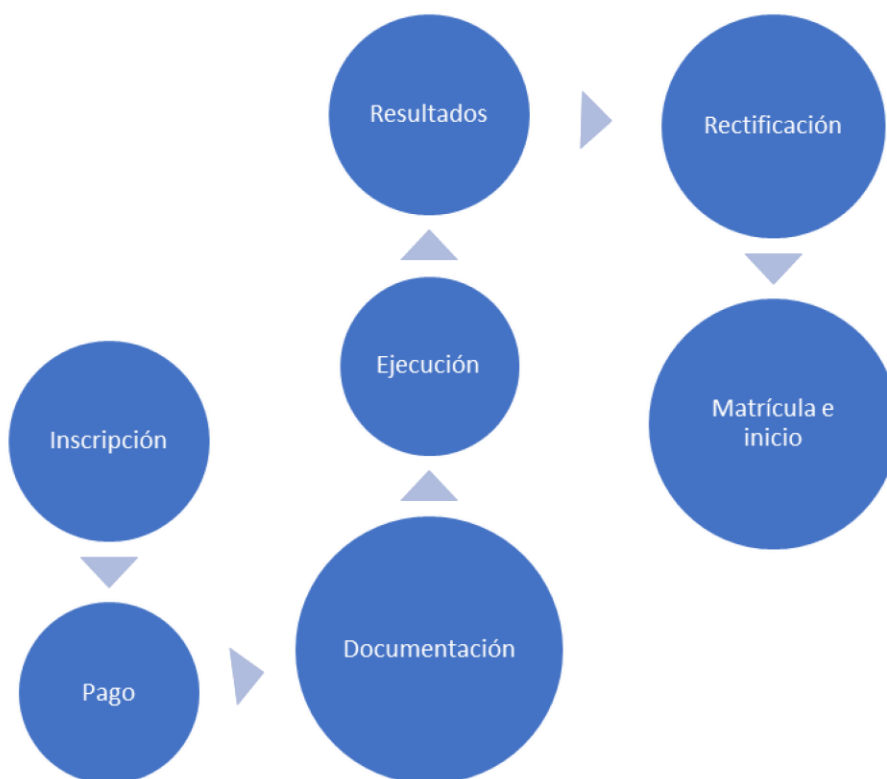 Inscripción
Pago
Documentación
Ejecución
Resultados
Rectificación
Matrícula e
inicio